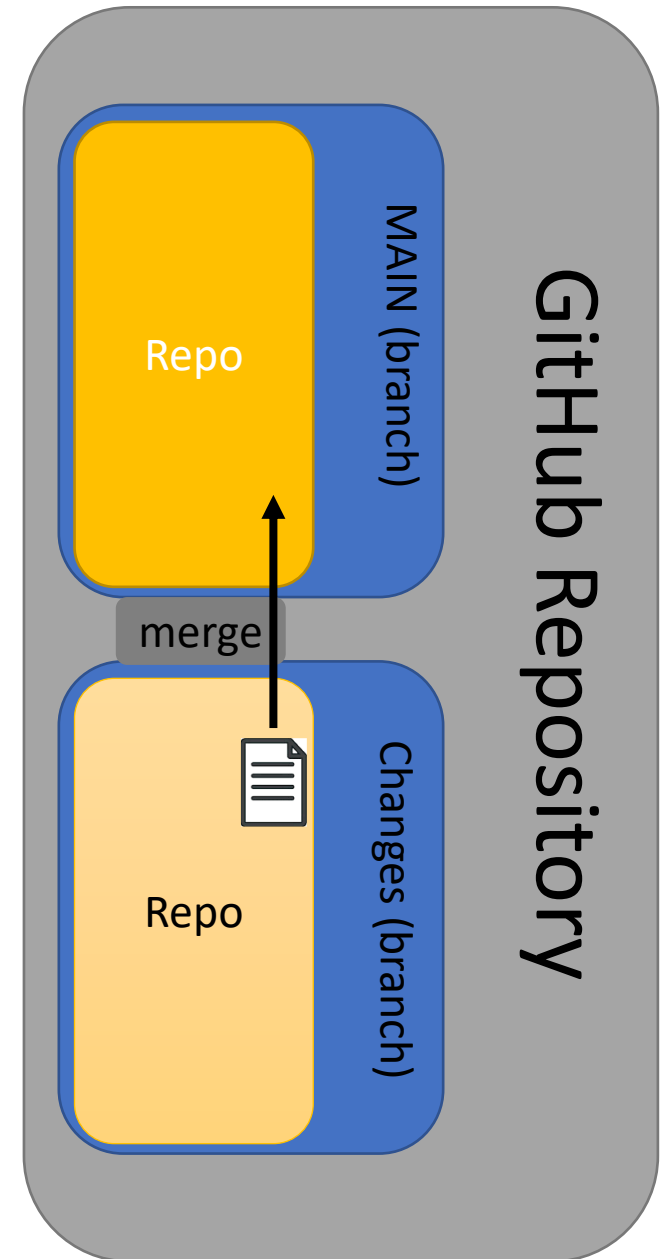 GitHub Repository
MAIN (branch)
Repo
merge
Changes (branch)
Repo